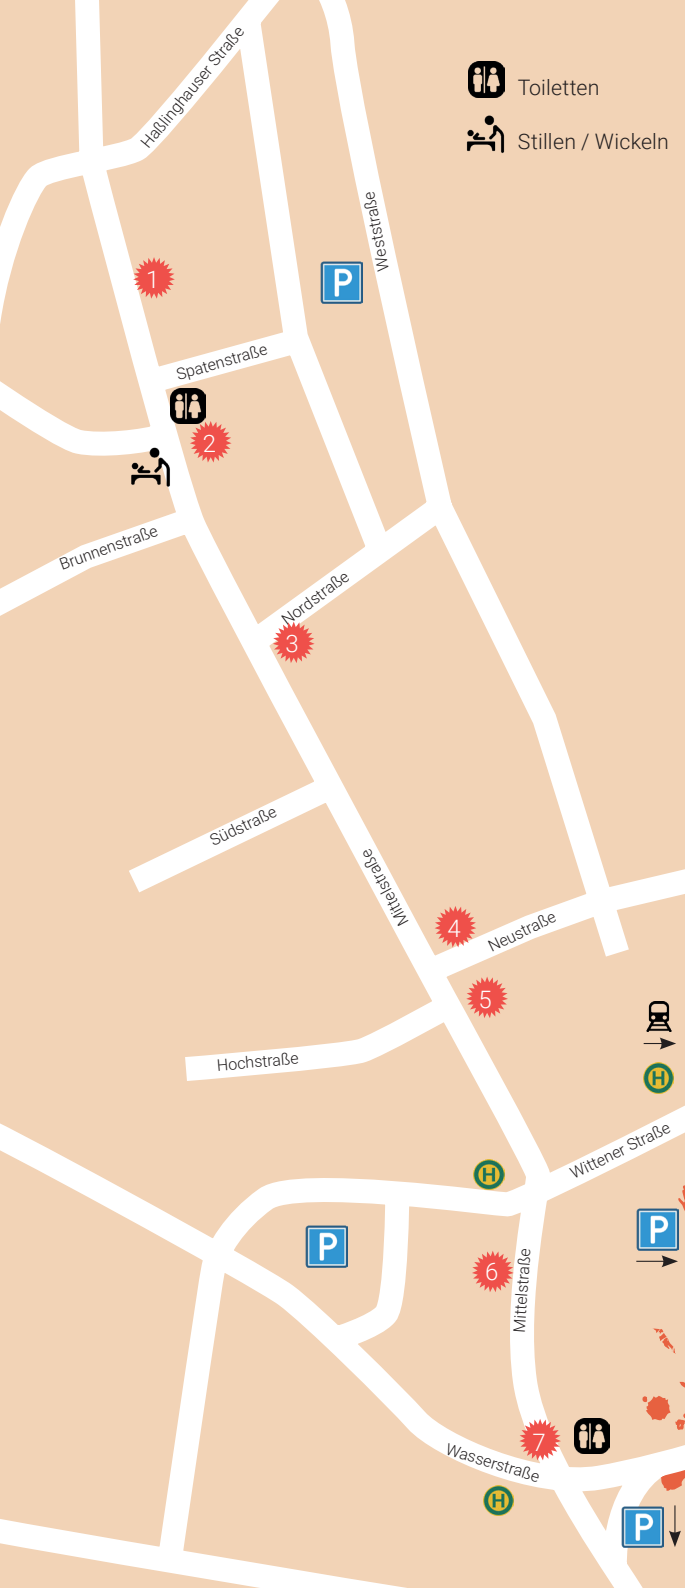 Toiletten
Stillen / Wickeln
Haßlinghauser Straße
Weststraße
1
P
Spatenstraße
2
Brunnenstraße
Nordstraße
3
Südstraße
Mittelstraße
4
Neustraße
5
Hochstraße
H
Wittener Straße
H
P
P
6
Mittelstraße
7
Wasserstraße
H
P